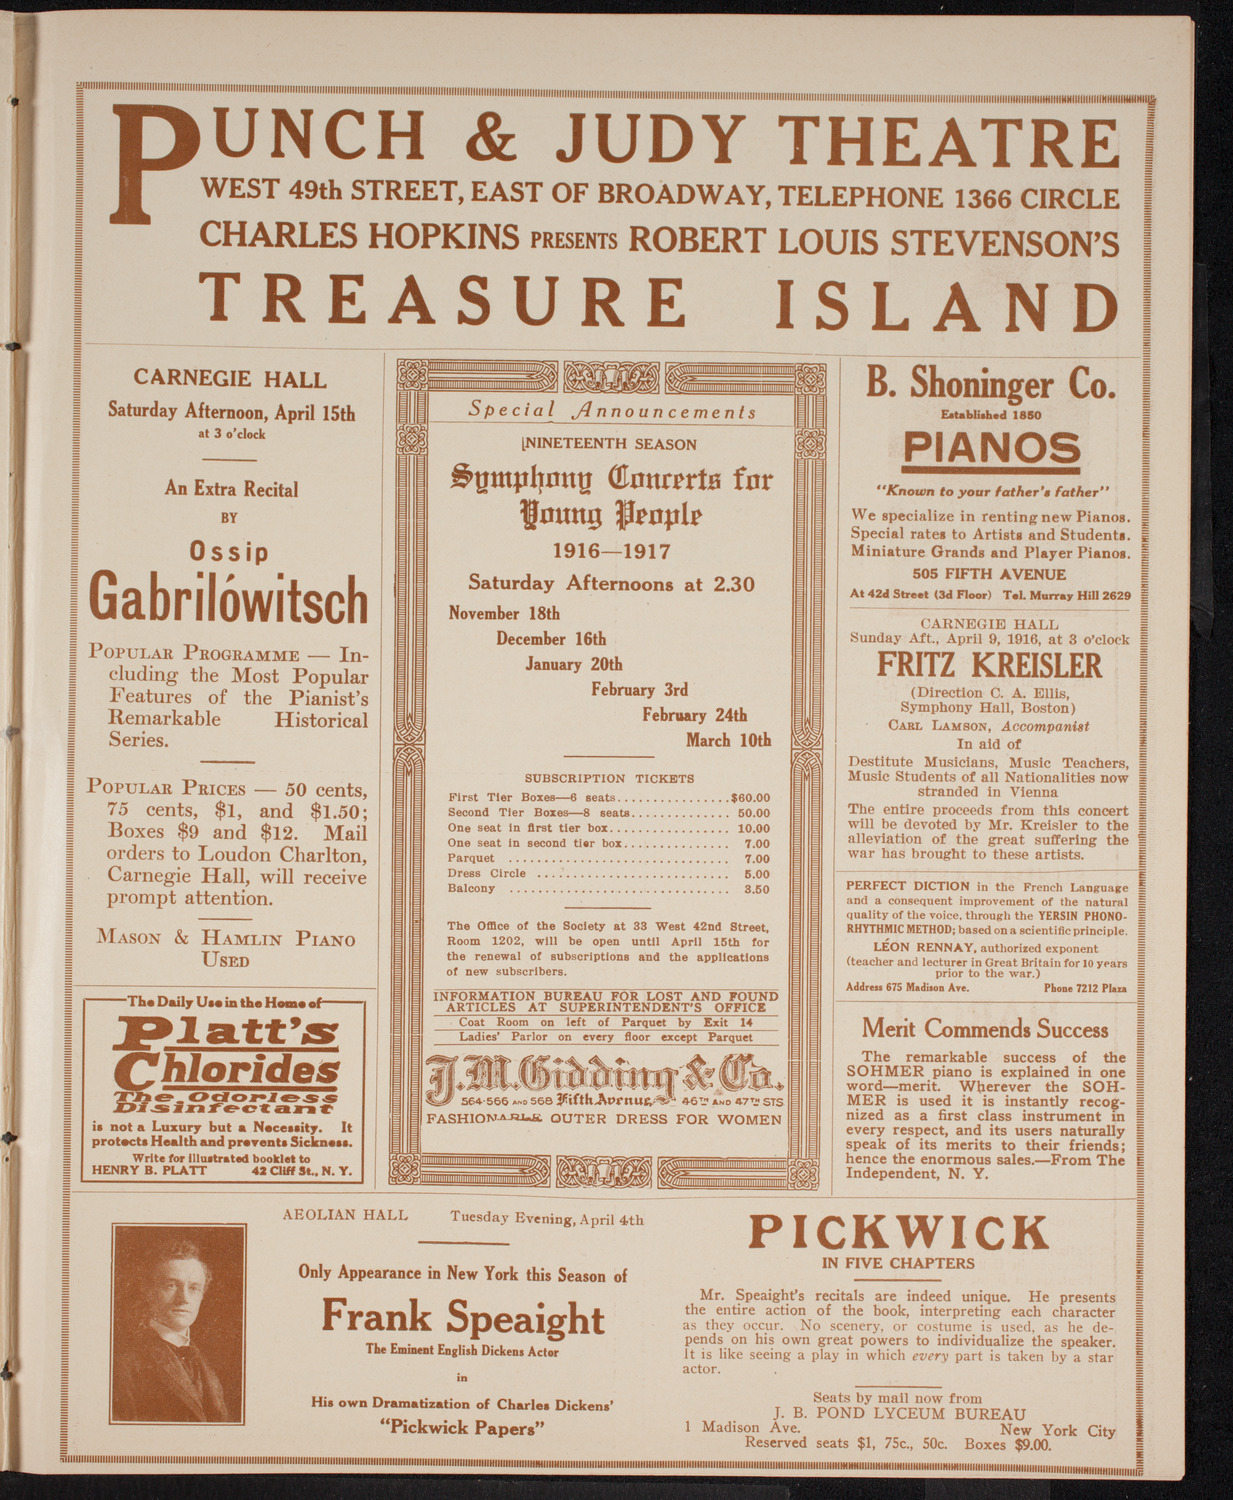 PUNCH & JUDY THEATRE
WEST 49th STREET, EAST OF BROADWAY, TELEPHONE 1366 CIRCLE
CHARLES HOPKINS PRESENTS ROBERT LOUIS STEVENSON'S
TREASURE ISLAND
CARNEGIE HALL
Saturday Afternoon, April 15th
at 3 o'clock
An Extra Recital
BY
Ossip
Gabrilówitsch
POPULAR PROGRAMME — In-
cluding the Most Popular
Features of the Pianist's
Remarkable Historical
Series.
POPULAR PRICES — 50 cents,
75 cents, $1, and $1.50;
Boxes $9 and $12. Mail
orders to Loudon Charlton,
Carnegie Hall, will receive
prompt attention.
MASON & HAMLIN PIANO
USED
The Daily Use in the Home of
Platt's
Chlorides
The Odorless
Disinfectant
is not a Luxury but a Necessity. It
protects Health and prevents Sickness.
Write for illustrated booklet to
HENRY B. PLATT 42 Cliff St., N. Y.
Special Announcements
NINETEENTH SEASON
Symphony Concerts for
Young People
1916—1917
Saturday Afternoons at 2.30
November 18th
December 16th
January 20th
February 3rd
February 24th
March 10th
SUBSCRIPTION TICKETS
First Tier Boxes—6 seats................$60.00
Second Tier Boxes—8 seats.............. 50.00
One seat in first tier box................. 10.00
One seat in second tier box............... 7.00
Parquet ................................ 7.00
Dress Circle ............................ 5.00
Balcony ................................ 3.50
The Office of the Society at 33 West 42nd Street,
Room 1202, will be open until April 15th for
the renewal of subscriptions and the applications
of new subscribers.
INFORMATION BUREAU FOR LOST AND FOUND
ARTICLES AT SUPERINTENDENT'S OFFICE
Coat Room on left of Parquet by Exit 14
Ladies' Parlor on every floor except Parquet
J.M. Gidding & Co.
564-566 AND 568 Fifth Avenue, 46TH AND 47TH STS
FASHIONABLE OUTER DRESS FOR WOMEN
B. Shoninger Co.
Established 1850
PIANOS
"Known to your father's father"
We specialize in renting new Pianos.
Special rates to Artists and Students.
Miniature Grands and Player Pianos.
505 FIFTH AVENUE
At 42d Street (3d Floor) Tel. Murray Hill 2629
CARNEGIE HALL
Sunday Aft., April 9, 1916, at 3 o'clock
FRITZ KREISLER
(Direction C. A. Ellis,
Symphony Hall, Boston)
CARL LAMSON, Accompanist
In aid of
Destitute Musicians, Music Teachers,
Music Students of all Nationalities now
stranded in Vienna
The entire proceeds from this concert
will be devoted by Mr. Kreisler to the
alleviation of the great suffering the
war has brought to these artists.
PERFECT DICTION in the French Language
and a consequent improvement of the natural
quality of the voice, through the YERSIN PHONO-
RHYTHMIC METHOD; based on a scientific principle.
LÉON RENNAY, authorized exponent
(teacher and lecturer in Great Britain for 10 years
prior to the war.)
Address 675 Madison Ave. Phone 7212 Plaza
Merit Commends Success
The remarkable success of the
SOHMER piano is explained in one
word—merit. Wherever the SOH-
MER is used it is instantly recog-
nized as a first class instrument in
every respect, and its users naturally
speak of its merits to their friends;
hence the enormous sales.—From The
Independent, N. Y.
AEOLIAN HALL Tuesday Evening, April 4th
Only Appearance in New York this Season of
Frank Speaight
The Eminent English Dickens Actor
in
His own Dramatization of Charles Dickens'
"Pickwick Papers"
PICKWICK
IN FIVE CHAPTERS
Mr. Speaight's recitals are indeed unique. He presents
the entire action of the book, interpreting each character
as they occur. No scenery, or costume is used, as he de-
pends on his own great powers to individualize the speaker.
It is like seeing a play in which every part is taken by a star
actor.
Seats by mail now from
J. B. POND LYCEUM BUREAU
1 Madison Ave. New York City
Reserved seats $1, 75c., 50c. Boxes $9.00.